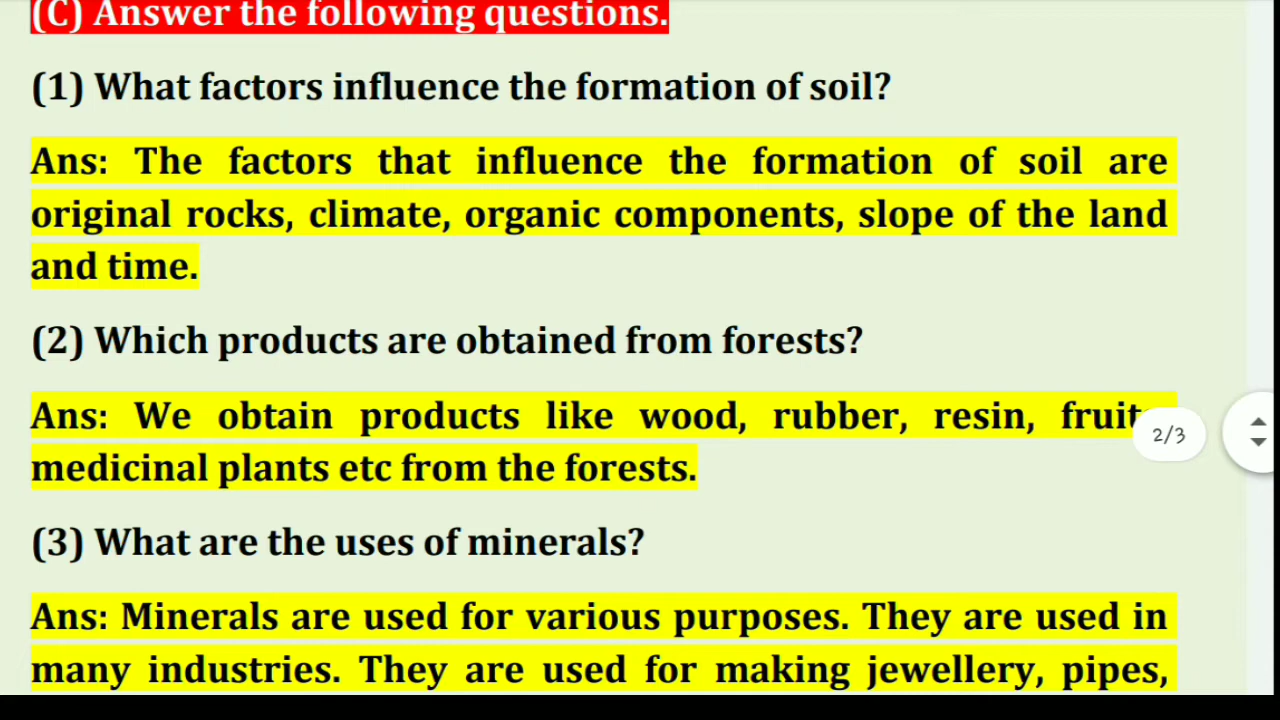 (C) Answer the following questions.
(1) What factors influence the formation of soil?
Ans: The factors that influence the formation of soil are
original rocks, climate, organic components, slope of the land
and time.
(2) Which products are obtained from forests?
Ans: We obtain products like wood, rubber, resin,
2/3
medicinal plants etc from the forests.
(3) What are the uses of minerals?
Ans: Minerals are used for various purposes. They are used in
many industries. They are used for making jewellery, pipes,